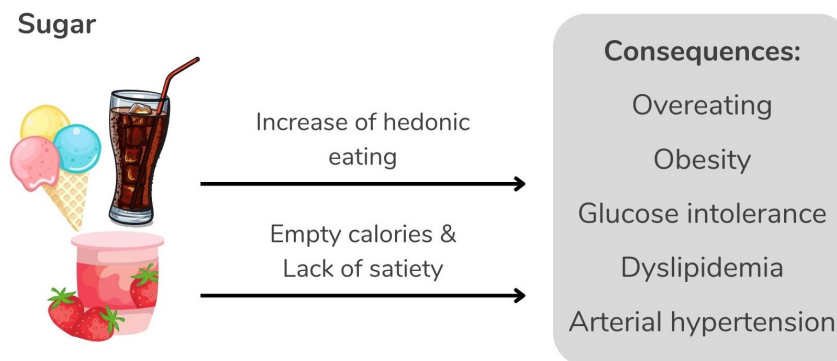 Sugar
Increase of hedonic
eating
Empty calories &
Lack of satiety
Consequences:
Overeating
Obesity
Glucose intolerance
Dyslipidemia
Arterial hypertension